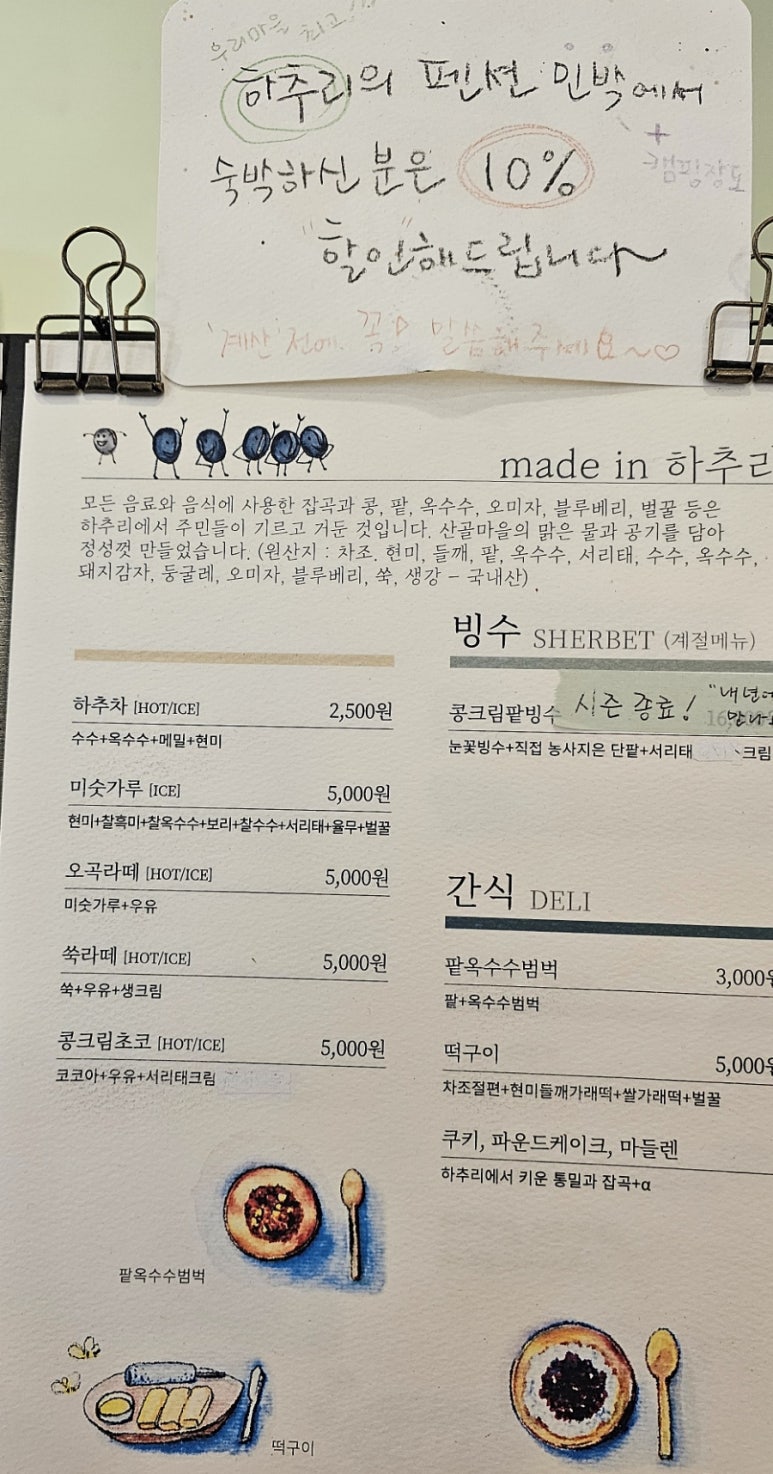 우리마을 최고!!!
하추리의 펜션 민박에서
+
캠핑장도
숙박하신 분은 10%
"할인"해드립니다~
'계산'전에 꼭! 말씀해주세요~♡
made in 하추리
모든 음료와 음식에 사용한 잡곡과 콩, 팥, 옥수수, 오미자, 블루베리, 벌꿀 등은
하추리에서 주민들이 기르고 거둔 것입니다. 산골마을의 맑은 물과 공기를 담아
정성껏 만들었습니다. (원산지 : 차조. 현미, 들깨, 팥, 옥수수, 서리태, 수수, 옥수수,
돼지감자, 둥굴레, 오미자, 블루베리, 쑥, 생강 - 국내산)
하추차 [HOT/ICE] 2,500원
수수+옥수수+메밀+현미
미숫가루 [ICE] 5,000원
현미+찰흑미+찰옥수수+보리+찰수수+서리태+율무+벌꿀
오곡라떼 [HOT/ICE] 5,000원
미숫가루+우유
쑥라떼 [HOT/ICE] 5,000원
쑥+우유+생크림
콩크림초코 [HOT/ICE] 5,000원
코코아+우유+서리태크림
빙수 SHERBET (계절메뉴)
콩크림팥빙수 시즌 종료! "내년에
눈꽃빙수+직접 농사지은 단팥+서리태 크림
간식 DELI
팥옥수수범벅 3,000원
팥+옥수수범벅
떡구이 5,000원
차조절편+현미들깨가래떡+쌀가래떡+벌꿀
쿠키, 파운드케이크, 마들렌
하추리에서 키운 통밀과 잡곡+α
팥옥수수범벅
떡구이